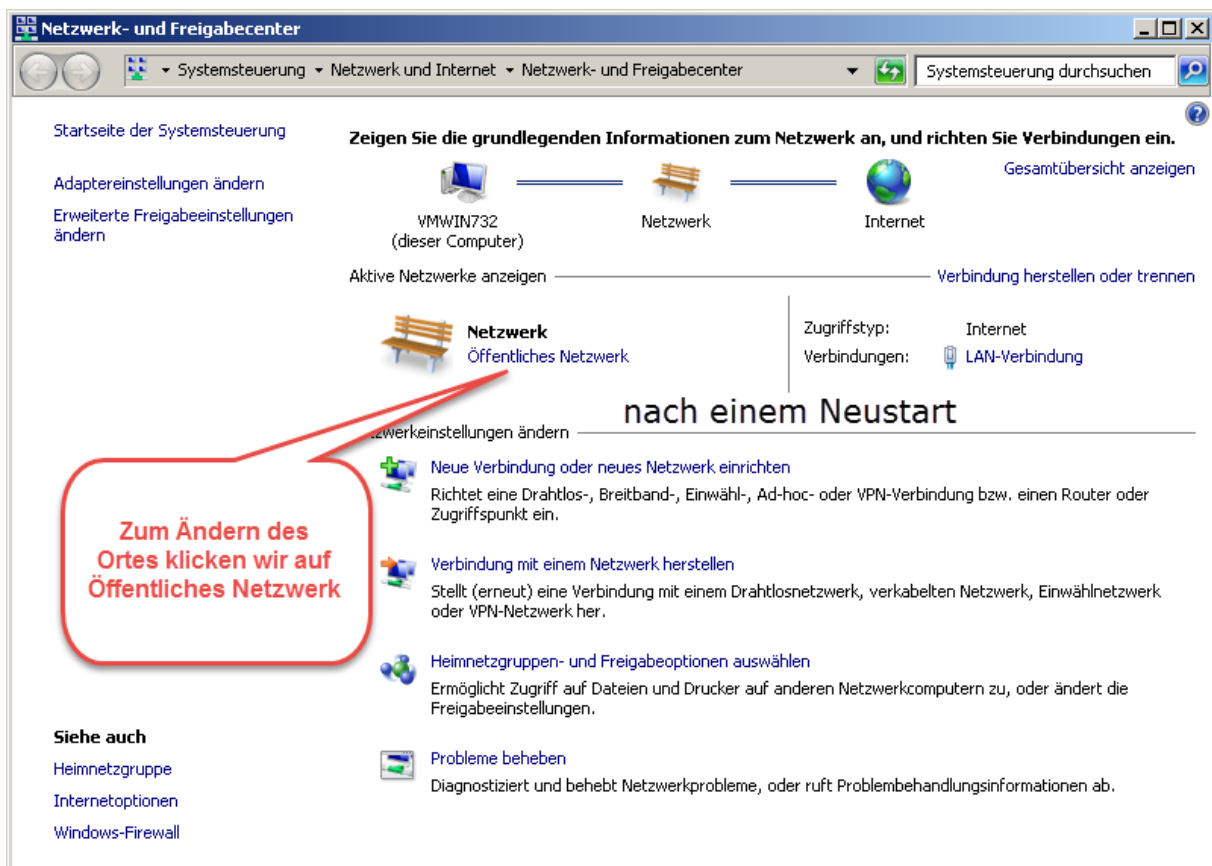 Netzwerk- und Freigabecenter
Systemsteuerung Netzwerk und Internet Netzwerk- und Freigabecenter
Systemsteuerung durchsuchen
Startseite der Systemsteuerung
Adaptereinstellungen ändern
Erweiterte Freigabeeinstellungen
ändern
Zeigen Sie die grundlegenden Informationen zum Netzwerk an, und richten Sie Verbindungen ein.
Gesamtübersicht anzeigen
VMWIN732
(dieser Computer)
Netzwerk
Internet
Aktive Netzwerke anzeigen
Verbindung herstellen oder trennen
Netzwerk
Öffentliches Netzwerk
Zugriffstyp: Internet
Verbindungen: LAN-Verbindung
nach einem Neustart
tzwerkeinstellungen ändern
Neue Verbindung oder neues Netzwerk einrichten
Richtet eine Drahtlos-, Breitband-, Einwähl-, Ad-hoc- oder VPN-Verbindung bzw. einen Router oder
Zugriffspunkt ein.
Zum Ändern des
Ortes klicken wir auf
Öffentliches Netzwerk
Verbindung mit einem Netzwerk herstellen
Stellt (erneut) eine Verbindung mit einem Drahtlosnetzwerk, verkabelten Netzwerk, Einwählnetzwerk
oder VPN-Netzwerk her.
Heimnetzgruppen- und Freigabeoptionen auswählen
Ermöglicht Zugriff auf Dateien und Drucker auf anderen Netzwerkcomputern zu, oder ändert die
Freigabeeinstellungen.
Probleme beheben
Diagnostiziert und behebt Netzwerkprobleme, oder ruft Problembehandlungsinformationen ab.
Siehe auch
Heimnetzgruppe
Internetoptionen
Windows-Firewall